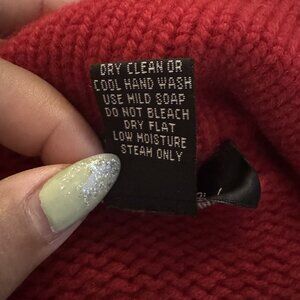 DRY CLEAN OR
COOL HAND WASH
USE MILD SOAP
DO NOT BLEACH
DRY FLAT
LOW MOISTURE
STEAM ONLY